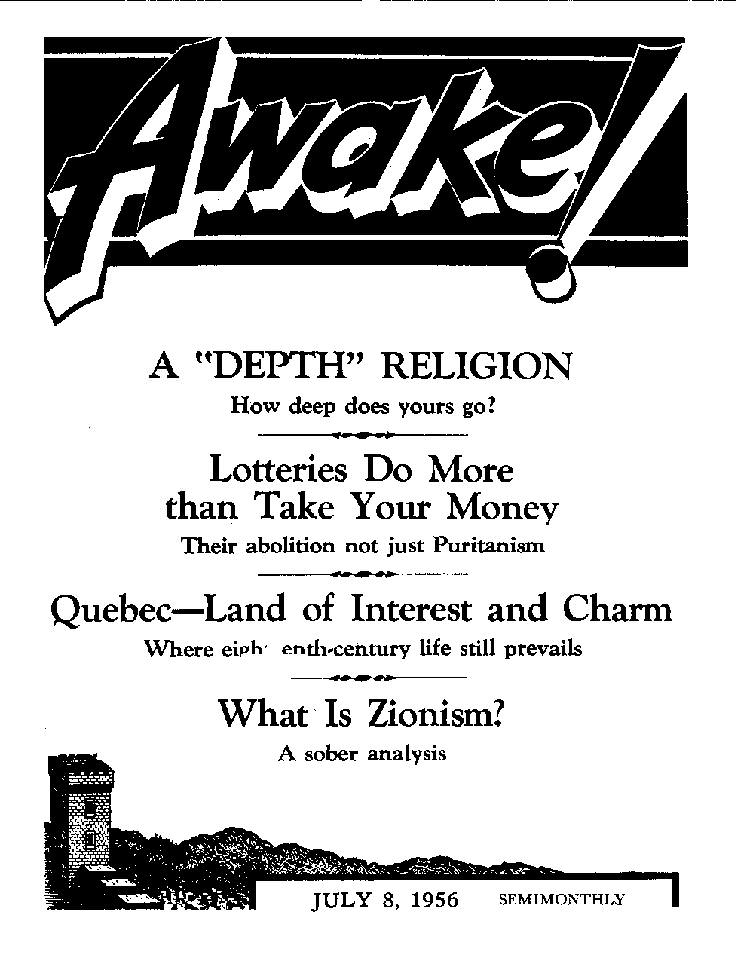 Awake!
A "DEPTH" RELIGION
How deep does yours go?
Lotteries Do More
than Take Your Money
Their abolition not just Puritanism
Quebec—Land of Interest and Charm
Where century life still prevails
What Is Zionism?
A sober analysis
JULY 8, 1956 SEMIMONTHLY